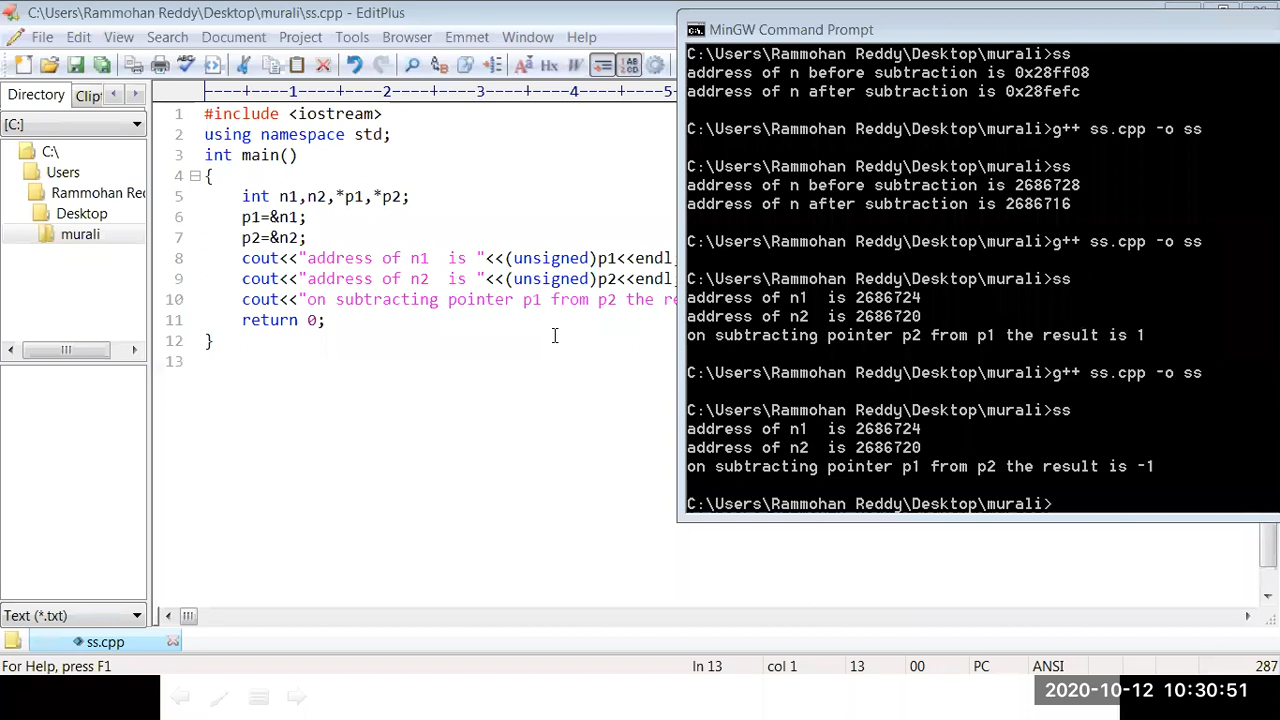 C:\Users\Rammohan Reddy\Desktop\murali\ss.cpp - EditPlus
File Edit View Search Document Project Tools Browser Emmet Window Help
Directory Clip
[C:]
C:\
Users
Rammohan Rec
Desktop
murali
Text (*.txt)
----+----1----+----2----+----3----+----4----+----5-
1 #include <iostream>
2 using namespace std;
3 int main()
4 {
5 int n1,n2,*p1,*p2;
6 p1=&n1;
7 p2=&n2;
8 cout<<"address of n1  is "<<(unsigned)p1<<endl;
9 cout<<"address of n2  is "<<(unsigned)p2<<endl;
10 cout<<"on subtracting pointer p1 from p2 the re
11 return 0;
12 }
13
MinGW Command Prompt
C:\Users\Rammohan Reddy\Desktop\murali>ss
address of n before subtraction is 0x28ff08
address of n after subtraction is 0x28fefc
C:\Users\Rammohan Reddy\Desktop\murali>g++ ss.cpp -o ss
C:\Users\Rammohan Reddy\Desktop\murali>ss
address of n before subtraction is 2686728
address of n after subtraction is 2686716
C:\Users\Rammohan Reddy\Desktop\murali>g++ ss.cpp -o ss
C:\Users\Rammohan Reddy\Desktop\murali>ss
address of n1  is 2686724
address of n2  is 2686720
on subtracting pointer p2 from p1 the result is 1
C:\Users\Rammohan Reddy\Desktop\murali>g++ ss.cpp -o ss
C:\Users\Rammohan Reddy\Desktop\murali>ss
address of n1  is 2686724
address of n2  is 2686720
on subtracting pointer p1 from p2 the result is -1
C:\Users\Rammohan Reddy\Desktop\murali>
ss.cpp
For Help, press F1 ln 13 col 1 13 00 PC ANSI 287
2020-10-12 10:30:51